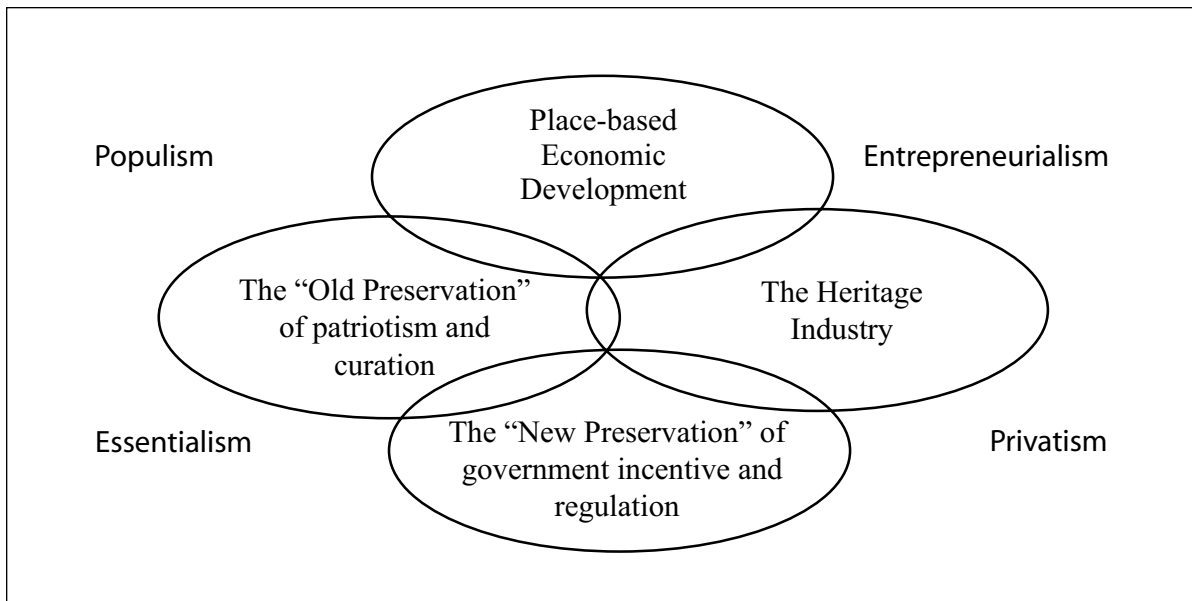 Place-based
Economic
Development
Populism
Entrepreneurialism
The “Old Preservation”
of patriotism and
curation
The Heritage
Industry
Essentialism
Privatism
The “New Preservation” of
government incentive and
regulation